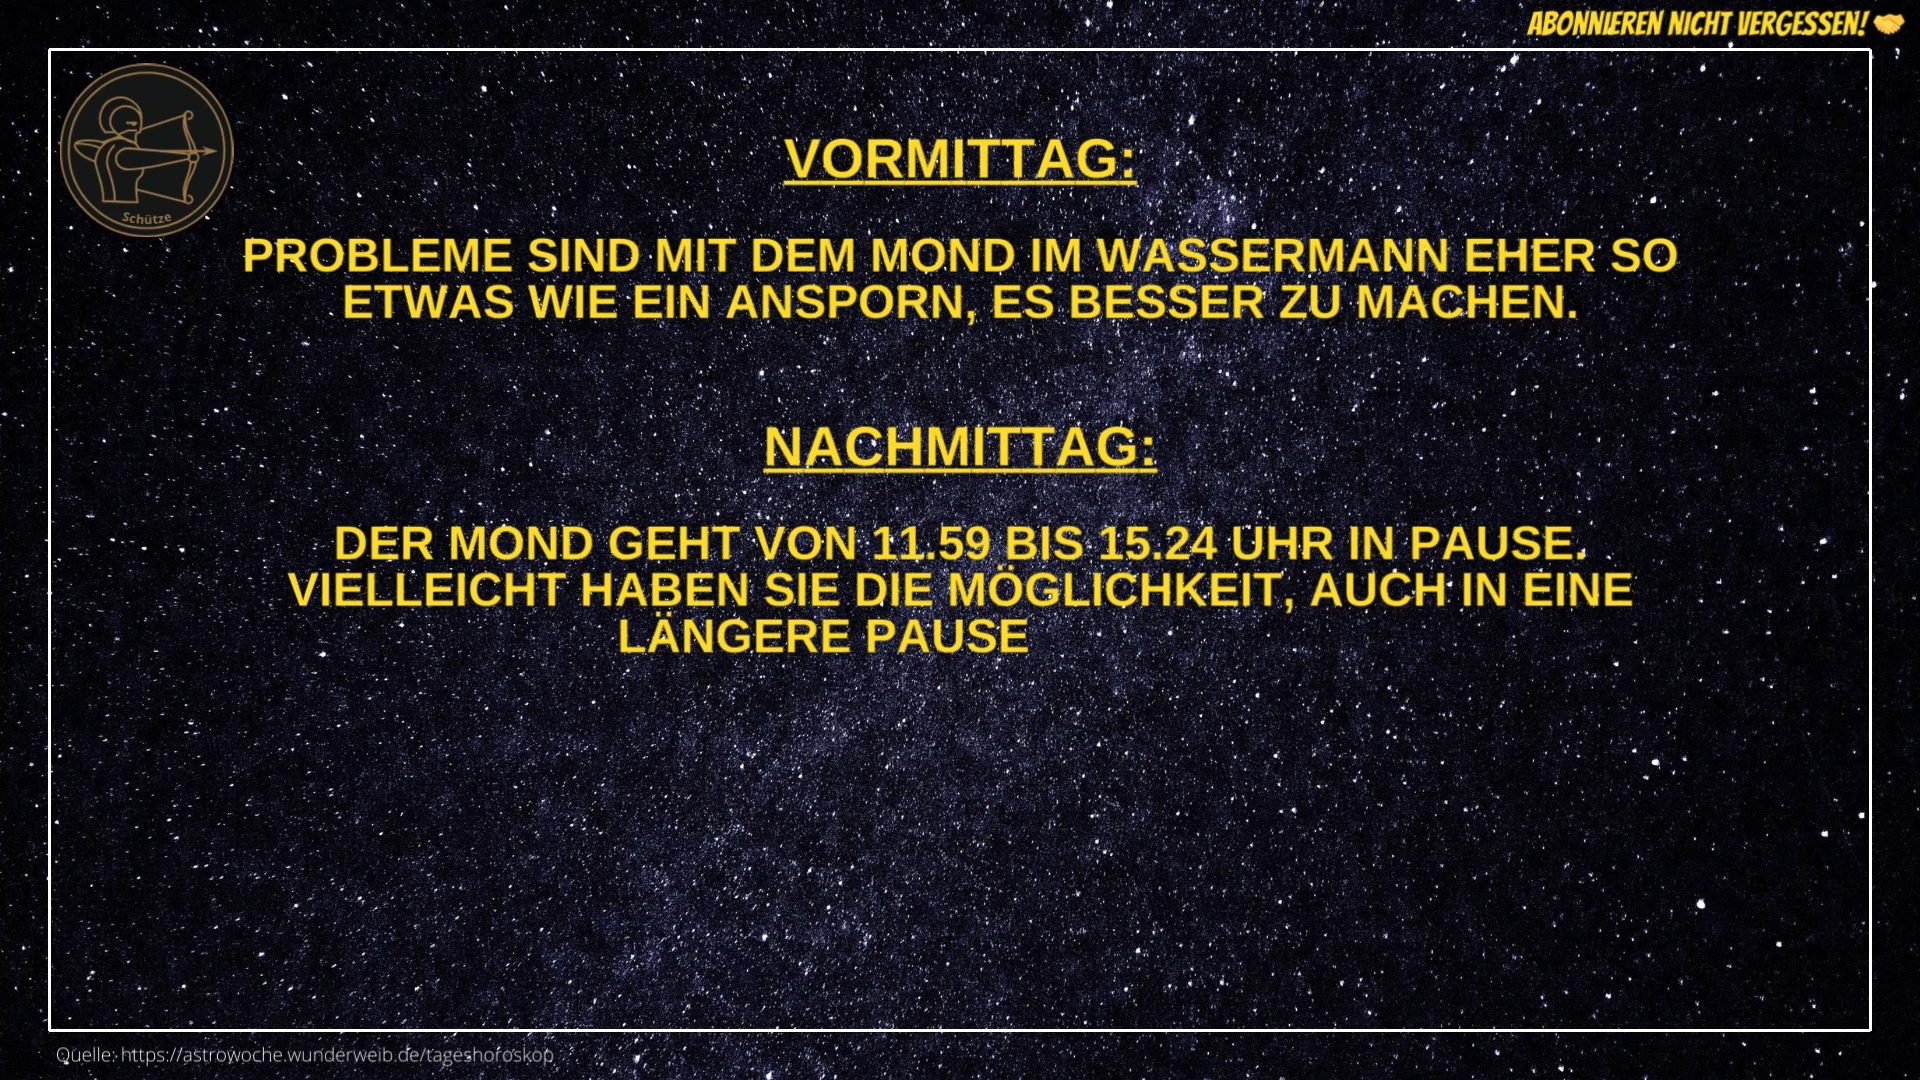 ABONNIEREN NICHT VERGESSEN!
Schütze
VORMITTAG:
PROBLEME SIND MIT DEM MOND IM WASSERMANN EHER SO
ETWAS WIE EIN ANSPORN, ES BESSER ZU MACHEN.
NACHMITTAG:
DER MOND GEHT VON 11.59 BIS 15.24 UHR IN PAUSE.
VIELLEICHT HABEN SIE DIE MÖGLICHKEIT, AUCH IN EINE
LÄNGERE PAUSE
Quelle: https://astrowoche.wunderweib.de/tageshoroskop